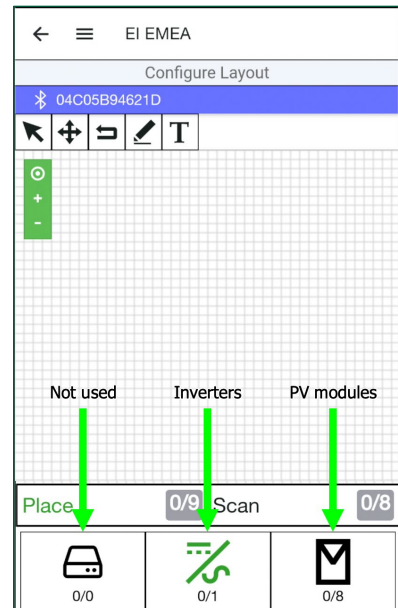 EI EMEA
Configure Layout
04C05B94621D
T
+
-
Not used Inverters PV modules
Place 0/9 Scan 0/8
0/0 0/1 0/8